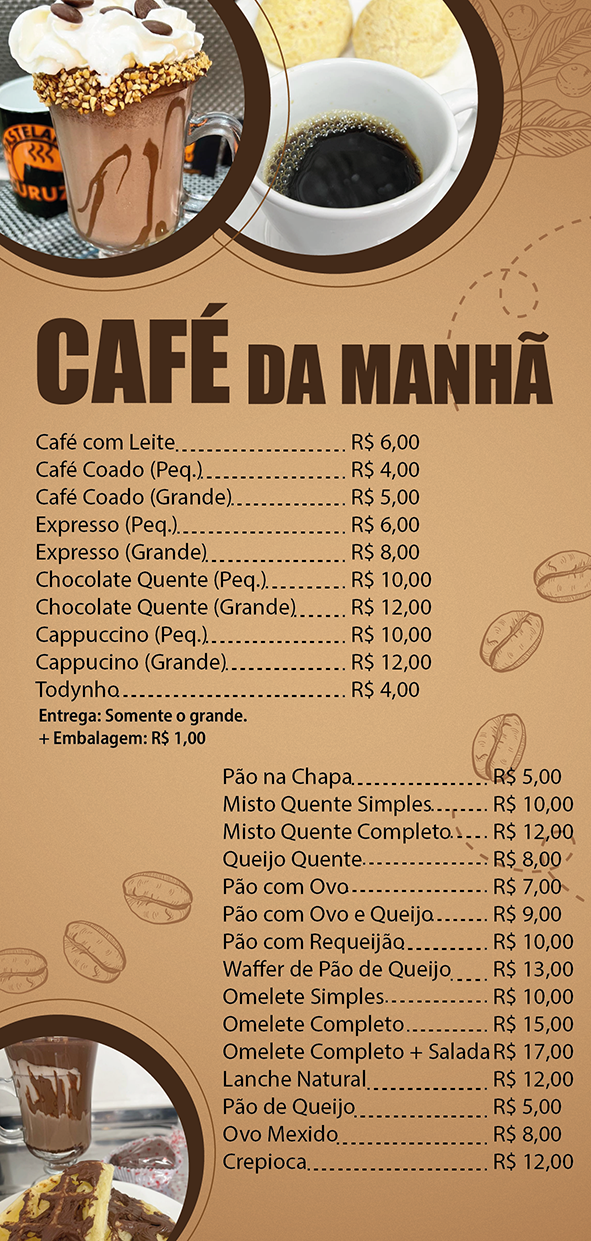 CAFÉ DA MANHÃ
Café com Leite R$ 6,00
Café Coado (Peq.) R$ 4,00
Café Coado (Grande) R$ 5,00
Expresso (Peq.) R$ 6,00
Expresso (Grande) R$ 8,00
Chocolate Quente (Peq.) R$ 10,00
Chocolate Quente (Grande) R$ 12,00
Cappuccino (Peq.) R$ 10,00
Cappucino (Grande) R$ 12,00
Todynho R$ 4,00
Entrega: Somente o grande.
+ Embalagem: R$ 1,00
Pão na Chapa R$ 5,00
Misto Quente Simples R$ 10,00
Misto Quente Completo R$ 12,00
Queijo Quente R$ 8,00
Pão com Ovo R$ 7,00
Pão com Ovo e Queijo R$ 9,00
Pão com Requeijão R$ 10,00
Waffer de Pão de Queijo R$ 13,00
Omelete Simples R$ 10,00
Omelete Completo R$ 15,00
Omelete Completo + Salada R$ 17,00
Lanche Natural R$ 12,00
Pão de Queijo R$ 5,00
Ovo Mexido R$ 8,00
Crepioca R$ 12,00